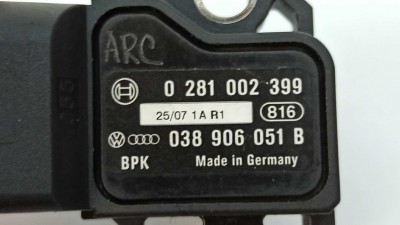 ARC
0 281 002 399
25/07 1A R1
816
038 906 051 B
BPK Made in Germany